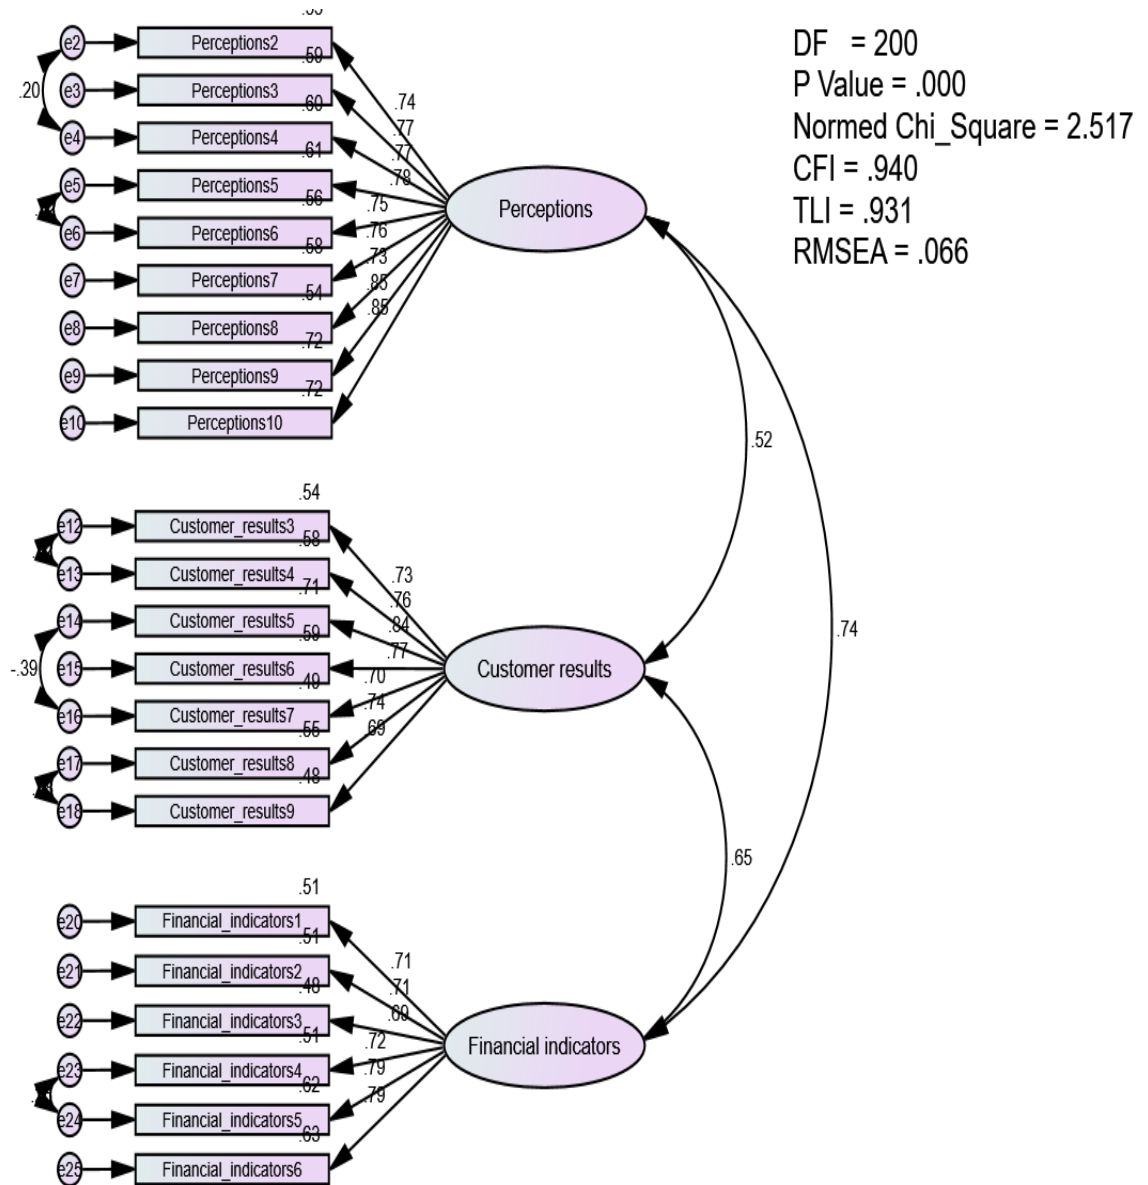 DF = 200
P Value = .000
Normed Chi_Square = 2.517
CFI = .940
TLI = .931
RMSEA = .066
e2 Perceptions2
.59
.20 e3 Perceptions3
.60
e4 Perceptions4
.61
e5 Perceptions5
.56
e6 Perceptions6
.58
e7 Perceptions7
.54
e8 Perceptions8
.72
e9 Perceptions9
.72
e10 Perceptions10
.74
.77
.77
.78
.75
.76
.73
.85
.85
Perceptions
.52
.74
.54
e12 Customer_results3
.58
e13 Customer_results4
.71
e14 Customer_results5
.59
-.39 e15 Customer_results6
.49
e16 Customer_results7
.55
e17 Customer_results8
.48
e18 Customer_results9
.73
.76
.84
.77
.70
.74
.69
Customer results
.65
.51
e20 Financial_indicators1
.51
e21 Financial_indicators2
.48
e22 Financial_indicators3
.51
e23 Financial_indicators4
.62
e24 Financial_indicators5
.63
e25 Financial_indicators6
.71
.71
.69
.72
.79
.79
Financial indicators